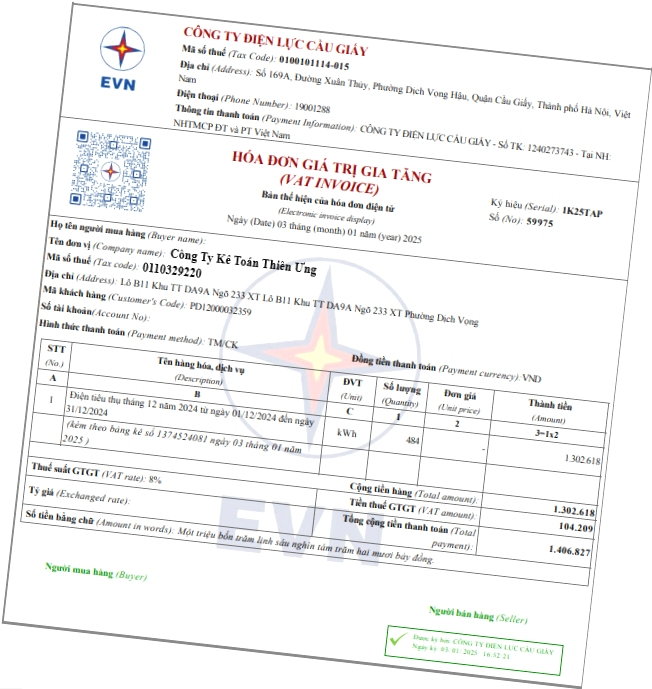 CÔNG TY ĐIỆN LỰC CẦU GIẤY
Mã số thuế (Tax Code): 0100101114-015
Địa chỉ (Address): Số 169A, Đường Xuân Thủy, Phường Dịch Vọng Hậu, Quận Cầu Giấy, Thành phố Hà Nội, Việt
Nam
Điện thoại (Phone Number): 19001288
Thông tin thanh toán (Payment Information): CÔNG TY ĐIỆN LỰC CẦU GIẤY - Số TK: 1240273743 - Tại NH:
NHTMCP ĐT và PT Việt Nam
EVN
HÓA ĐƠN GIÁ TRỊ GIA TĂNG
(VAT INVOICE)
Bản thể hiện của hóa đơn điện tử
(Electronic invoice display)
Ngày (Date) 03 tháng (month) 01 năm (year) 2025
Ký hiệu (Serial): 1K25TAP
Số (No): 59975
Họ tên người mua hàng (Buyer name):
Tên đơn vị (Company name): Công Ty Kế Toán Thiên Ưng
Mã số thuế (Tax code): 0110329220
Địa chỉ (Address): Lô B11 Khu TT DA9A Ngõ 233 XT Lô B11 Khu TT DA9A Ngõ 233 XT Phường Dịch Vọng
Mã khách hàng (Customer's Code): PD12000032359
Số tài khoản(Account No):
Hình thức thanh toán (Payment method): TM/CK
Đồng tiền thanh toán (Payment currency): VND
STT (No.) Tên hàng hóa, dịch vụ (Description) ĐVT (Unit) Số lượng (Quantity) Đơn giá (Unit price) Thành tiền (Amount)
A B C 1 2 3=1x2
1 Điện tiêu thụ tháng 12 năm 2024 từ ngày 01/12/2024 đến ngày
31/12/2024 kWh 484 - 1.302.618
(kèm theo bảng kê số 1374524081 ngày 03 tháng 01 năm
2025 )
Cộng tiền hàng (Total amount): 1.302.618
Thuế suất GTGT (VAT rate): 8% Tiền thuế GTGT (VAT amount): 104.209
Tỷ giá (Exchanged rate): Tổng cộng tiền thanh toán (Total
payment): 1.406.827
Số tiền bằng chữ (Amount in words): Một triệu bốn trăm linh sáu nghìn tám trăm hai mươi bảy đồng.
EVN
Người mua hàng (Buyer)
Người bán hàng (Seller)
Được ký bởi: CÔNG TY ĐIỆN LỰC CẦU GIẤY
Ngày ký: 03/01/2025 16:52:21